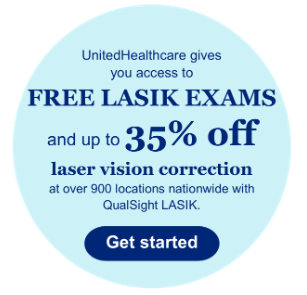 UnitedHealthcare gives
you access to
FREE LASIK EXAMS
and up to 35% off
laser vision correction
at over 900 locations nationwide with
QualSight LASIK.
Get started